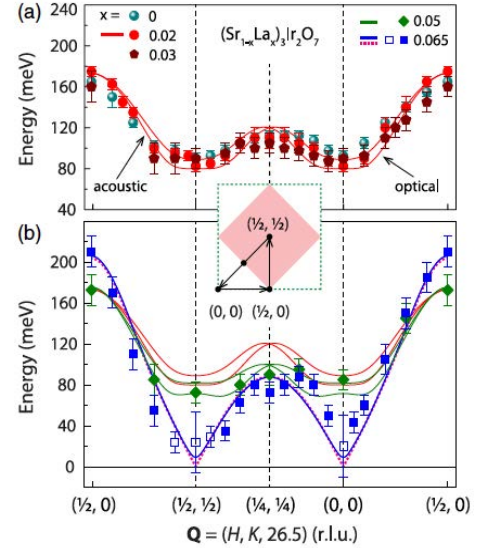 (a)
x = 0
0.02
0.03
(Sr1-xLax)3Ir2O7
0.05
0.065
Energy (meV)
240
200
160
120
80
40
acoustic
optical
(½, ½)
(0, 0)
(½, 0)
(b)
Energy (meV)
200
160
120
80
40
0
(½, 0)
(½, ½)
(¼, ¼)
(0, 0)
(½, 0)
Q = (H, K, 26.5) (r.l.u.)